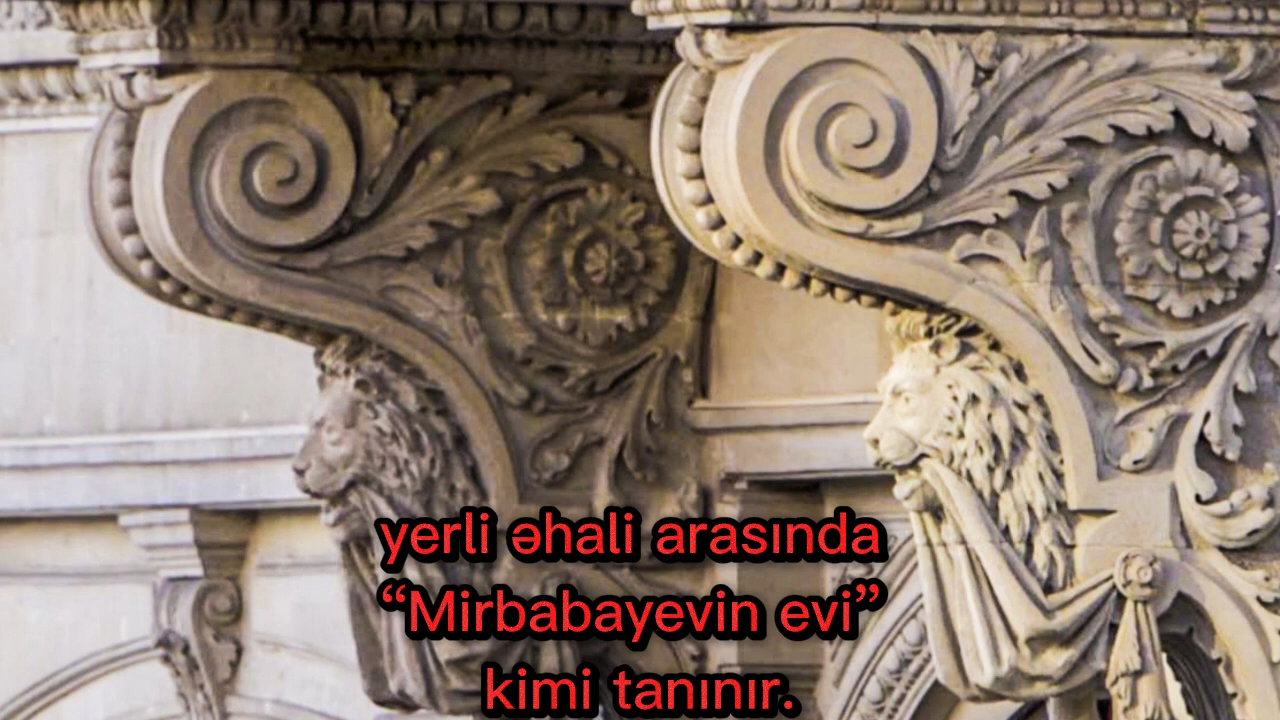 yerli əhali arasında
“Mirbabayevin evi”
kimi tanınır.